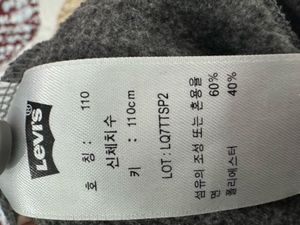 Levi's
호 칭 : 110
신체치수
키 : 110cm
LOT : LQ7TTSP2
섬유의 조성 또는 혼용율
면 60%
폴리에스터 40%